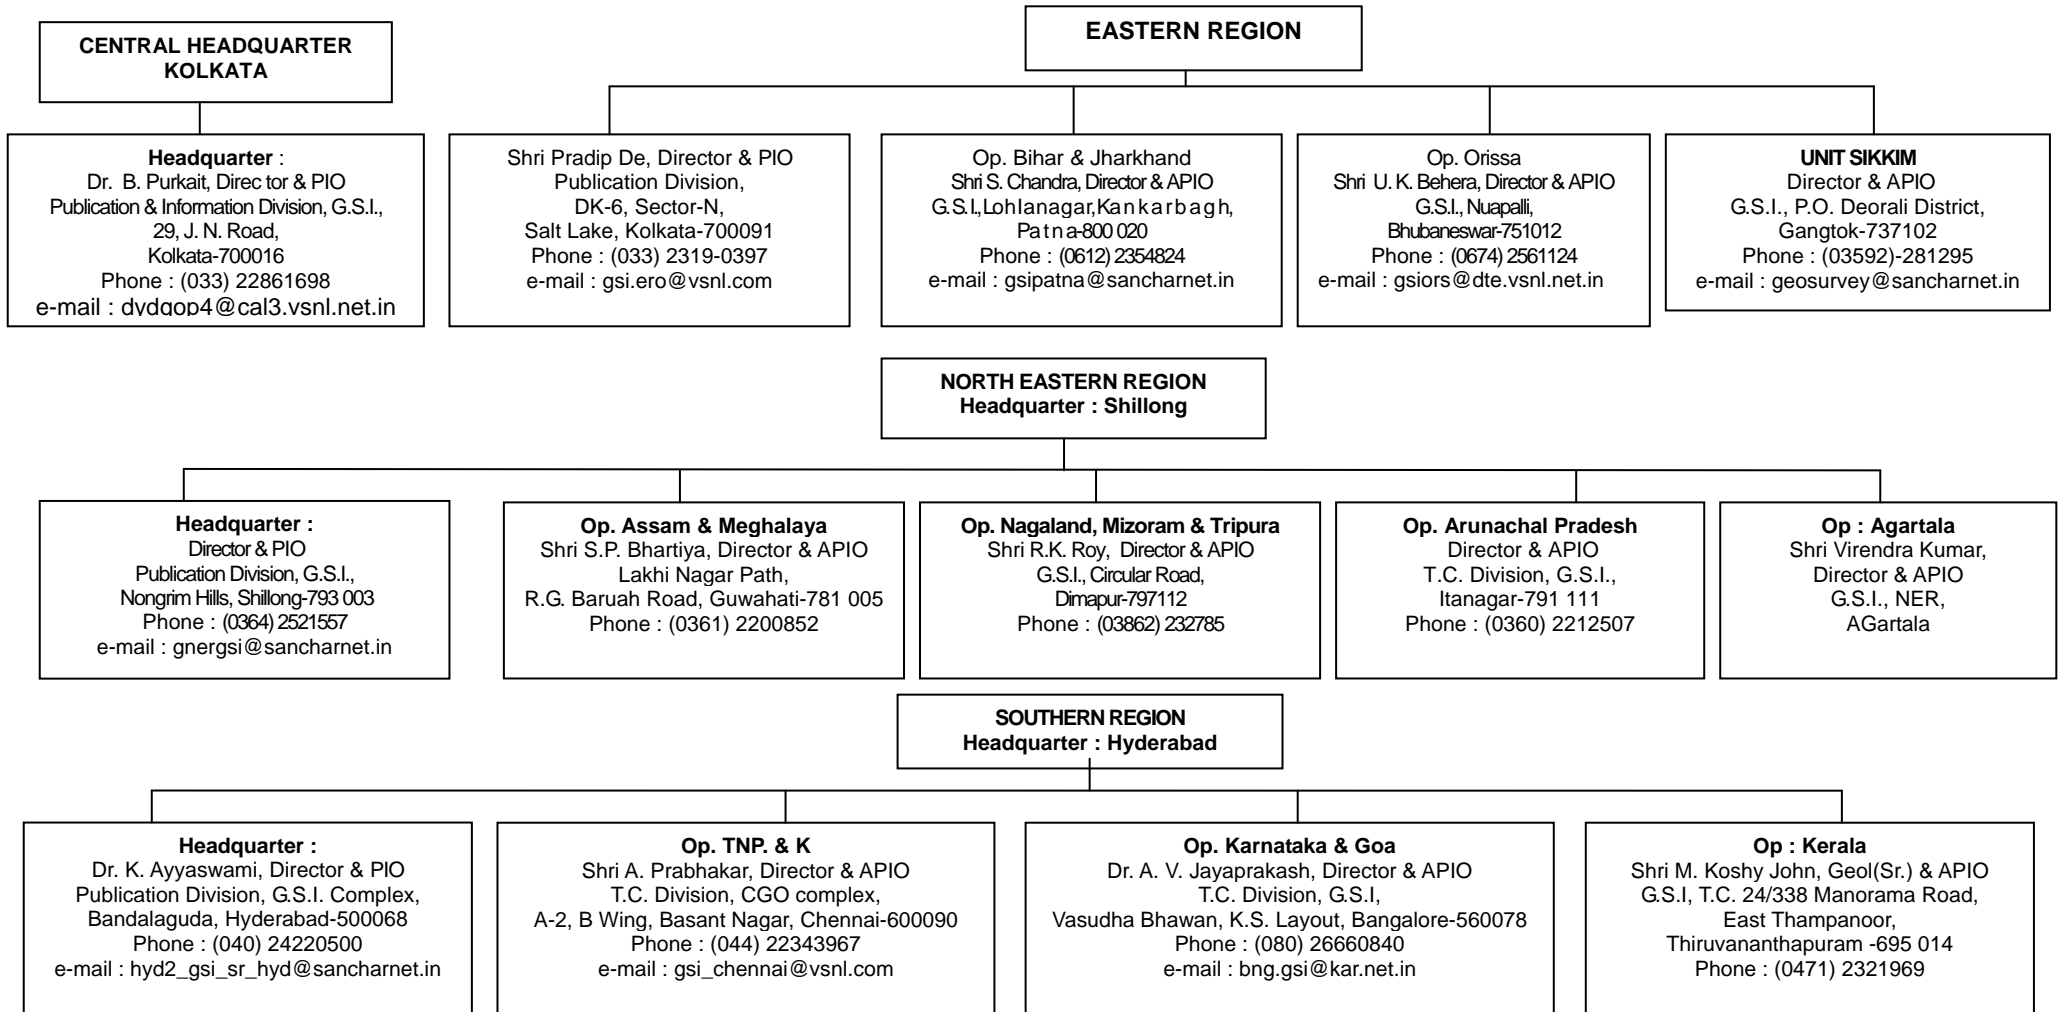 CENTRAL HEADQUARTER
KOLKATA
EASTERN REGION
Headquarter :
Dr. B. Purkait, Direc tor & PIO
Publication & Information Division, G.S.I.,
29, J. N. Road,
Kolkata-700016
Phone : (033) 22861698
e-mail : dydgop4@cal3.vsnl.net.in
Shri Pradip De, Director & PIO
Publication Division,
DK-6, Sector-N,
Salt Lake, Kolkata-700091
Phone : (033) 2319-0397
e-mail : gsi.ero@vsnl.com
Op. Bihar & Jharkhand
Shri S. Chandra, Director & APIO
G.S.I.,Lohlanagar,Kankarbagh,
Patna-800 020
Phone : (0612) 2354824
e-mail : gsipatna@sancharnet.in
Op. Orissa
Shri U. K. Behera, Director & APIO
G.S.I., Nuapalli,
Bhubaneswar-751012
Phone : (0674) 2561124
e-mail : gsiors@dte.vsnl.net.in
UNIT SIKKIM
Director & APIO
G.S.I., P.O. Deorali District,
Gangtok-737102
Phone : (03592)-281295
e-mail : geosurvey@sancharnet.in
NORTH EASTERN REGION
Headquarter : Shillong
Headquarter :
Director & PIO
Publication Division, G.S.I.,
Nongrim Hills, Shillong-793 003
Phone : (0364) 2521557
e-mail : gnergsi@sancharnet.in
Op. Assam & Meghalaya
Shri S.P. Bhartiya, Director & APIO
Lakhi Nagar Path,
R.G. Baruah Road, Guwahati-781 005
Phone : (0361) 2200852
Op. Nagaland, Mizoram & Tripura
Shri R.K. Roy, Director & APIO
G.S.I., Circular Road,
Dimapur-797112
Phone : (03862) 232785
Op. Arunachal Pradesh
Director & APIO
T.C. Division, G.S.I.,
Itanagar-791 111
Phone : (0360) 2212507
Op : Agartala
Shri Virendra Kumar,
Director & APIO
G.S.I., NER,
AGartala
SOUTHERN REGION
Headquarter : Hyderabad
Headquarter :
Dr. K. Ayyaswami, Director & PIO
Publication Division, G.S.I. Complex,
Bandalaguda, Hyderabad-500068
Phone : (040) 24220500
e-mail : hyd2_gsi_sr_hyd@sancharnet.in
Op. TNP. & K
Shri A. Prabhakar, Director & APIO
T.C. Division, CGO complex,
A-2, B Wing, Basant Nagar, Chennai-600090
Phone : (044) 22343967
e-mail : gsi_chennai@vsnl.com
Op. Karnataka & Goa
Dr. A. V. Jayaprakash, Director & APIO
T.C. Division, G.S.I,
Vasudha Bhawan, K.S. Layout, Bangalore-560078
Phone : (080) 26660840
e-mail : bng.gsi@kar.net.in
Op : Kerala
Shri M. Koshy John, Geol(Sr.) & APIO
G.S.I, T.C. 24/338 Manorama Road,
East Thampanoor,
Thiruvananthapuram -695 014
Phone : (0471) 2321969